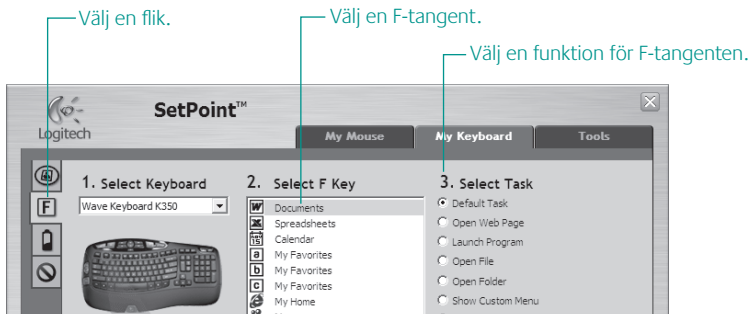 Välj en flik.
Välj en F-tangent.
Välj en funktion för F-tangenten.
Logitech
SetPoint™
My Mouse
My Keyboard
Tools
1. Select Keyboard
Wave Keyboard K350
2. Select F Key
Documents
Spreadsheets
Calendar
My Favorites
My Favorites
My Favorites
My Home
3. Select Task
Default Task
Open Web Page
Launch Program
Open File
Open Folder
Show Custom Menu